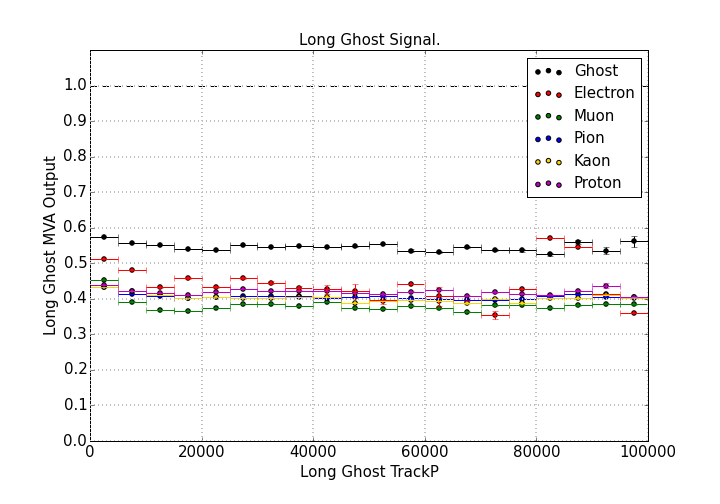 Long Ghost Signal.
Long Ghost MVA Output
1.0
0.9
0.8
0.7
0.6
0.5
0.4
0.3
0.2
0.1
0.0
0
20000
40000
60000
80000
100000
Long Ghost TrackP
Ghost
Electron
Muon
Pion
Kaon
Proton